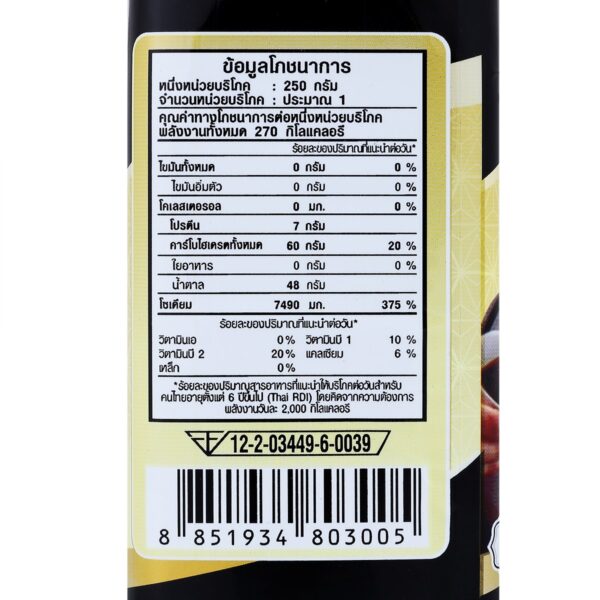 ข้อมูลโภชนาการ
หนึ่งหน่วยบริโภค : 250 กรัม
จำนวนหน่วยบริโภค : ประมาณ 1
คุณค่าทางโภชนาการต่อหนึ่งหน่วยบริโภค
พลังงานทั้งหมด 270 กิโลแคลอรี
ร้อยละของปริมาณที่แนะนำต่อวัน*
ไขมันทั้งหมด 0 กรัม 0 %
ไขมันอิ่มตัว 0 กรัม 0 %
โคเลสเตอรอล 0 มก. 0 %
โปรตีน 7 กรัม
คาร์โบไฮเดรตทั้งหมด 60 กรัม 20 %
ใยอาหาร 0 กรัม 0 %
น้ำตาล 48 กรัม
โซเดียม 7490 มก. 375 %
ร้อยละของปริมาณที่แนะนำต่อวัน*
วิตามินเอ 0% วิตามินบี 1 10 %
วิตามินบี 2 20% แคลเซียม 6 %
เหล็ก 0%
*ร้อยละของปริมาณสารอาหารที่แนะนำให้บริโภคต่อวันสำหรับ
คนไทยอายุตั้งแต่ 6 ปีขึ้นไป (Thai RDI) โดยคิดจากความต้องการ
พลังงานวันละ 2,000 กิโลแคลอรี
12-2-03449-6-0039
8 851934 803005